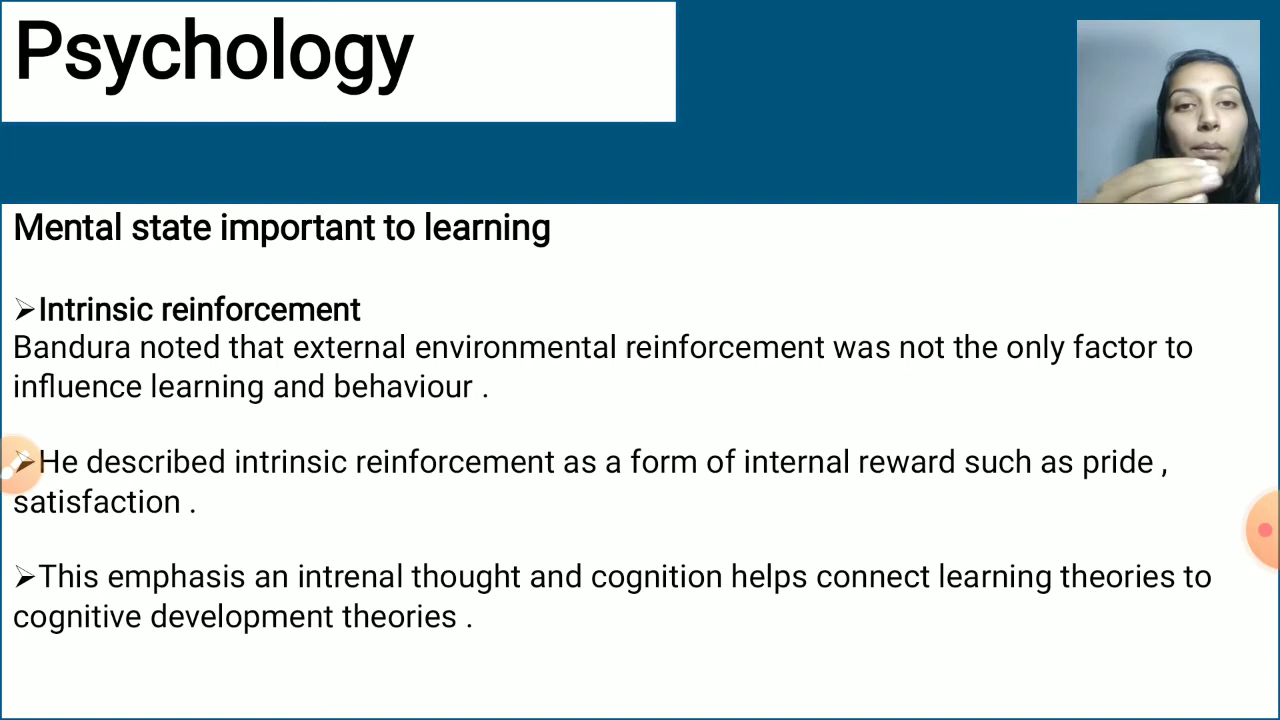 Psychology
Mental state important to learning
➢Intrinsic reinforcement
Bandura noted that external environmental reinforcement was not the only factor to
influence learning and behaviour .
➢He described intrinsic reinforcement as a form of internal reward such as pride ,
satisfaction .
➢This emphasis an intrenal thought and cognition helps connect learning theories to
cognitive development theories .